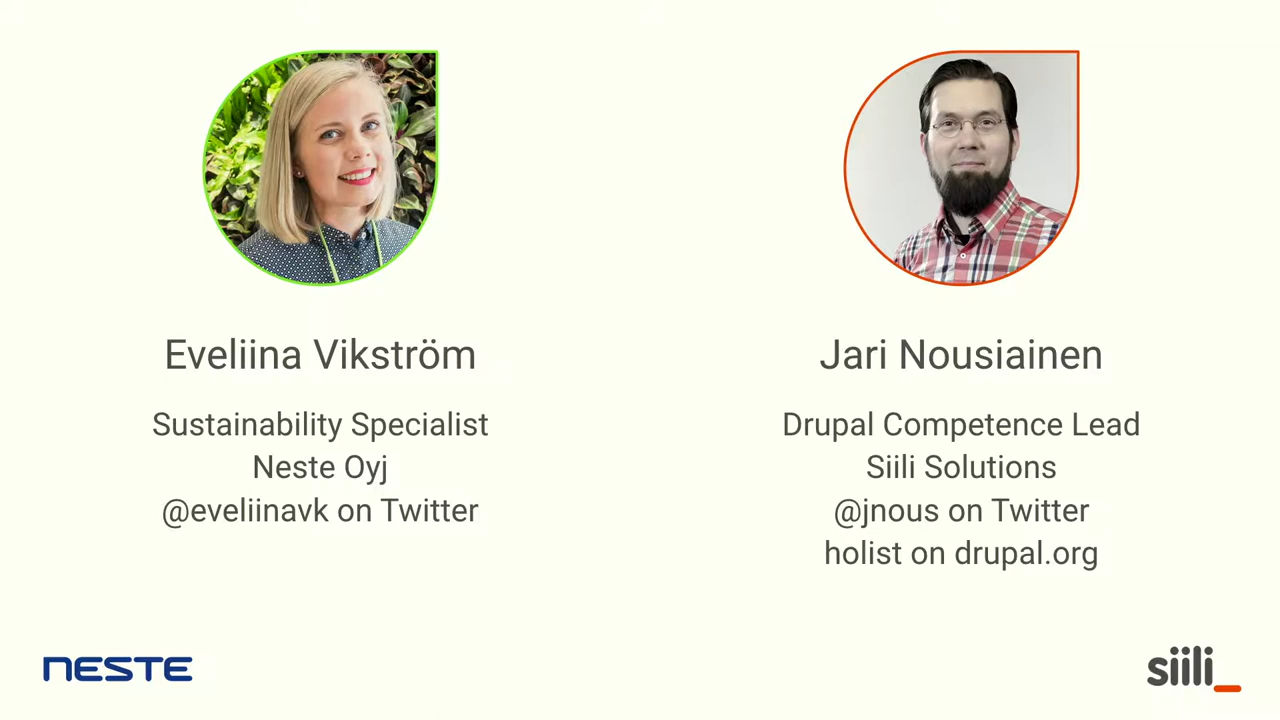 Eveliina Vikström
Sustainability Specialist
Neste Oyj
@eveliinavk on Twitter
Jari Nousiainen
Drupal Competence Lead
Siili Solutions
@jnous on Twitter
holist on drupal.org
NESTE
siili_